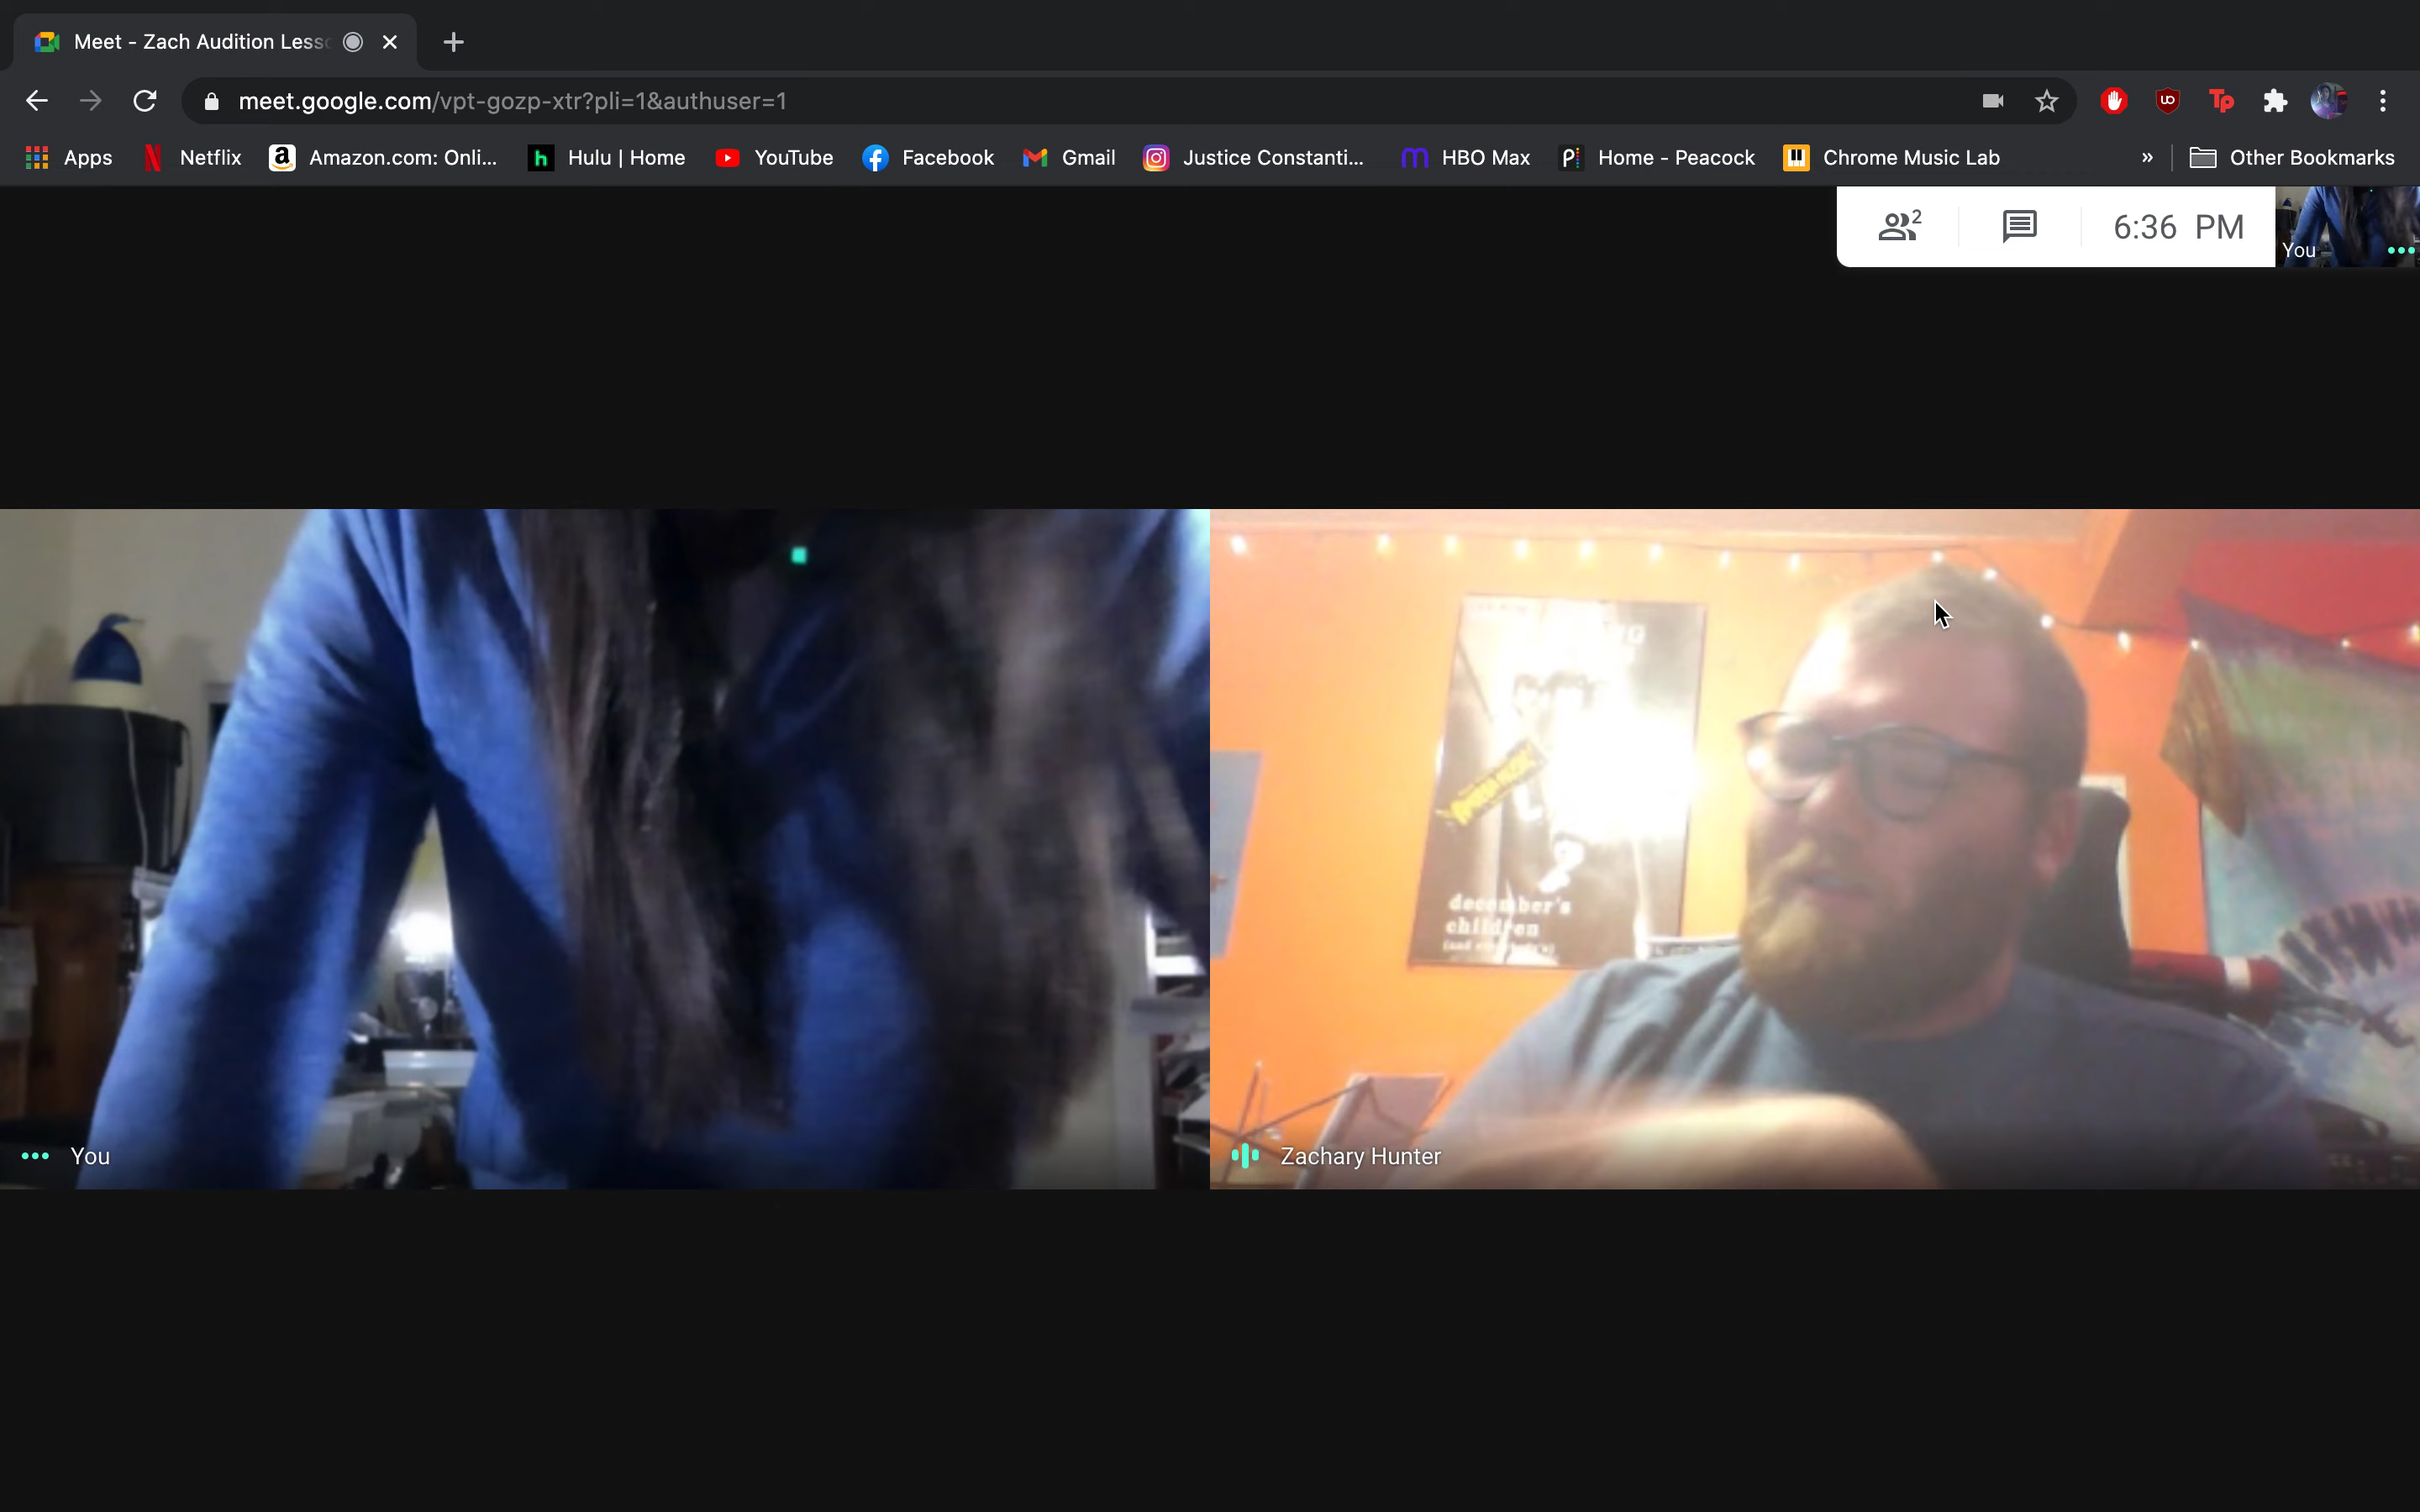 Meet - Zach Audition Less
meet.google.com/vpt-gozp-xtr?pli=1&authuser=1
Apps Netflix Amazon.com: Onli... Hulu | Home YouTube Facebook Gmail Justice Constanti... HBO Max Home - Peacock Chrome Music Lab » Other Bookmarks
2 6:36 PM
You
december's
children
You
Zachary Hunter